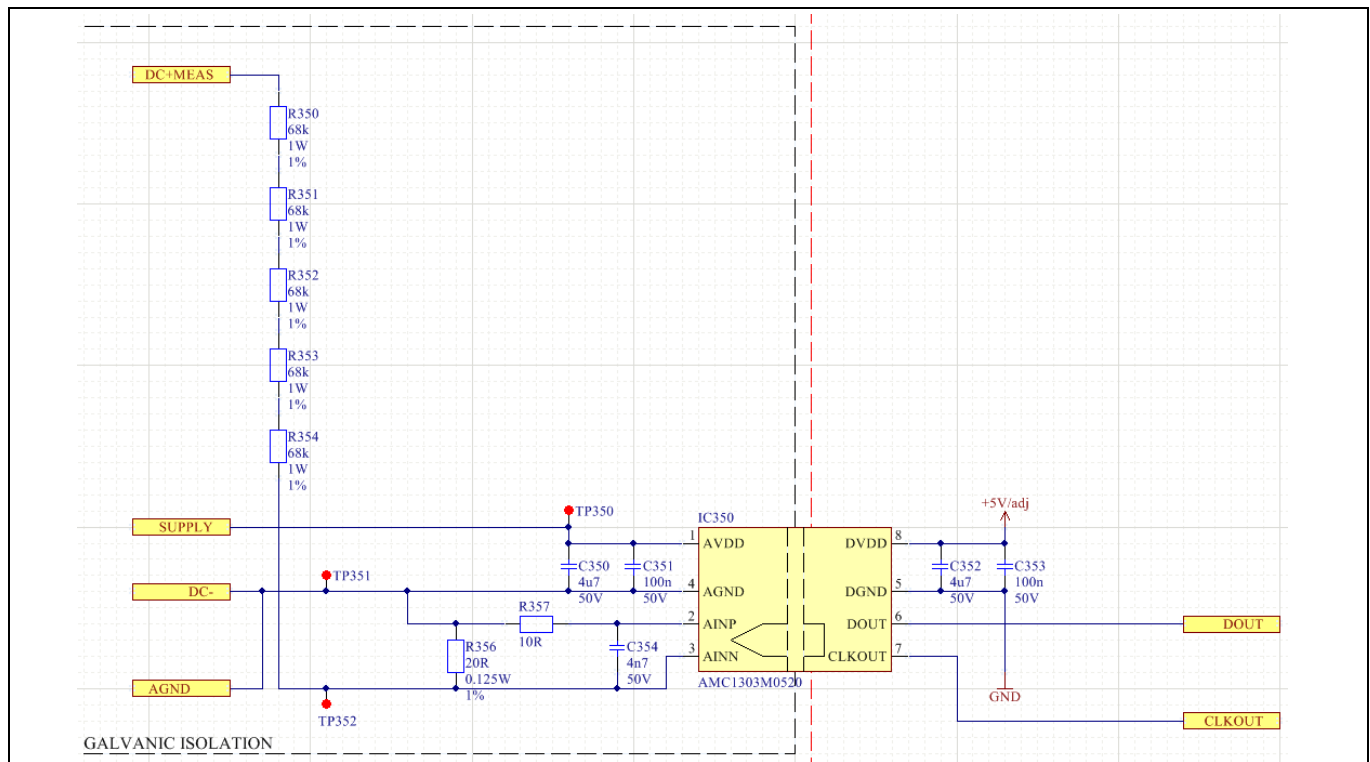 DC+MEAS
R350
68k
1W
1%
R351
68k
1W
1%
R352
68k
1W
1%
R353
68k
1W
1%
R354
68k
1W
1%
SUPPLY
TP350
IC350
+5V/adj
1
AVDD
DVDD
8
C350
4u7
50V
C351
100n
50V
C352
4u7
50V
C353
100n
50V
DC-
TP351
4
AGND
DGND
5
R357
10R
2
AINP
DOUT
6
DOUT
R356
20R
0.125W
1%
C354
4n7
50V
3
AINN
CLKOUT
7
AMC1303M0520
AGND
TP352
GND
CLKOUT
GALVANIC ISOLATION